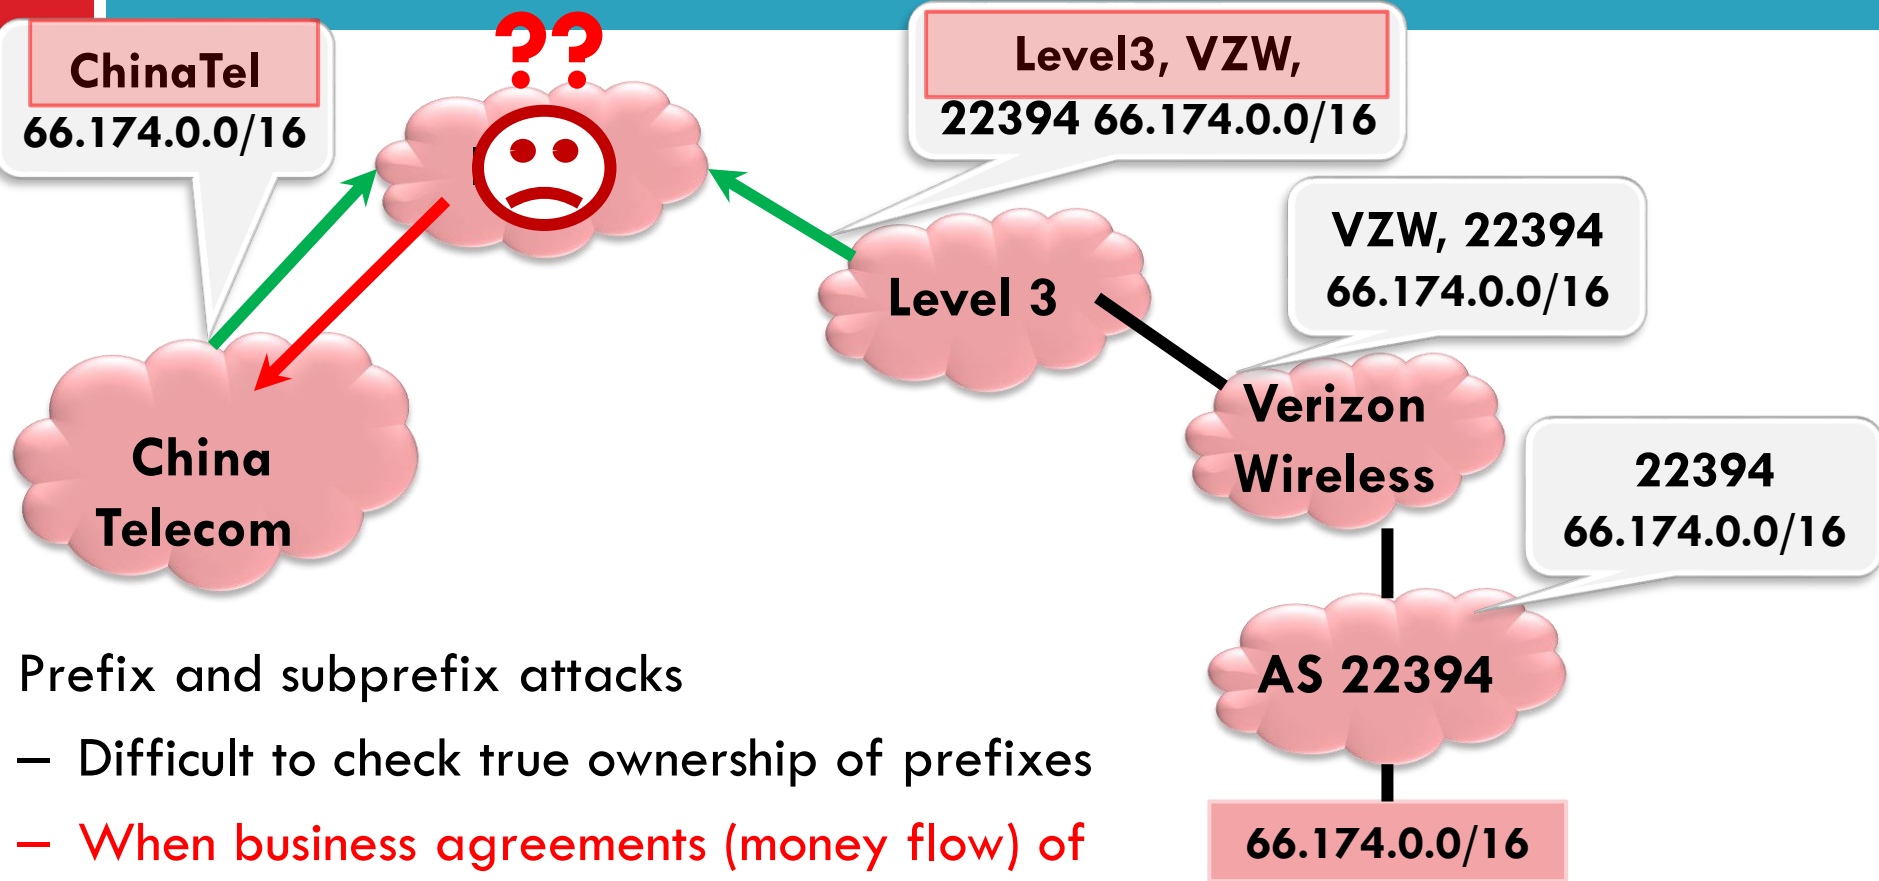 ??
ChinaTel
66.174.0.0/16
Level3, VZW,
22394 66.174.0.0/16
Level 3
VZW, 22394
66.174.0.0/16
Verizon
Wireless
China
Telecom
22394
66.174.0.0/16
AS 22394
66.174.0.0/16
Prefix and subprefix attacks
– Difficult to check true ownership of prefixes
– When business agreements (money flow) of